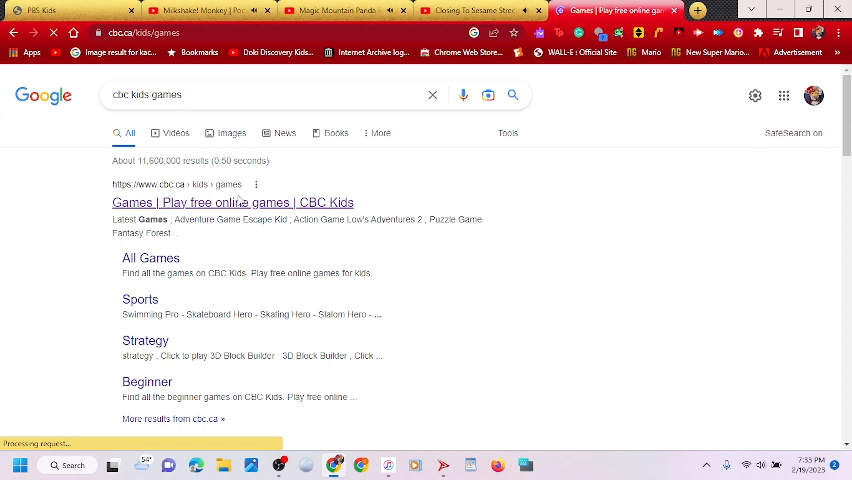 PBS Kids
Milkshake! Monkey | Por
Magic Mountain Panda I
Closing To Sesame Stree
Games | Play free online gam
cbc.ca/kids/games
Apps
Image result for kac...
Bookmarks
Doki Discovery Kids...
Internet Archive log...
Chrome Web Store...
WALL-E : Official Site
Mario
New Super Mario...
Advertisement
Google
cbc kids games
All
Videos
Images
News
Books
More
Tools
SafeSearch on
About 11,600,000 results (0.50 seconds)
https://www.cbc.ca › kids › games
Games | Play free online games | CBC Kids
Latest Games ; Adventure Game Escape Kid ; Action Game Low's Adventures 2 ; Puzzle Game
Fantasy Forest ...
All Games
Find all the games on CBC Kids. Play free online games for kids.
Sports
Swimming Pro - Skateboard Hero - Skating Hero - Slalom Hero - ...
Strategy
strategy ; Click to play 3D Block Builder · 3D Block Builder ; Click ...
Beginner
Find all the beginner games on CBC Kids. Play free online ...
More results from cbc.ca »
Processing request...
54°
Search
7:33 PM
2/19/2023
2